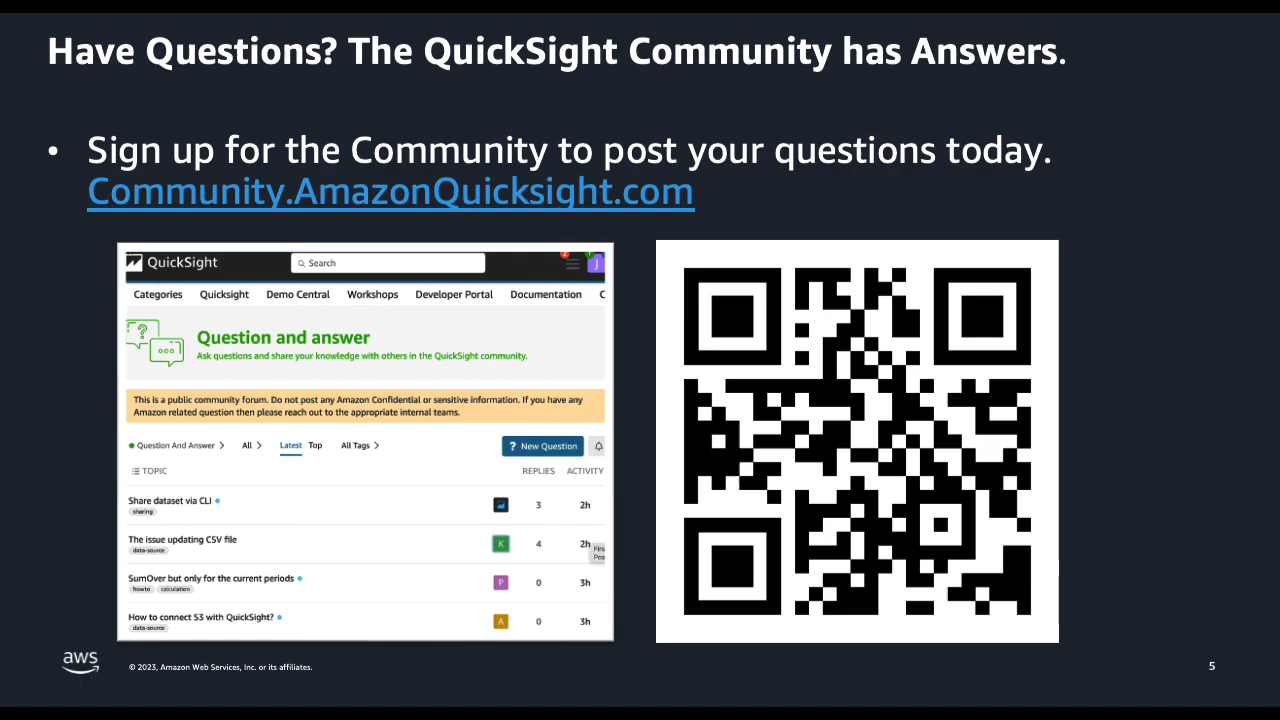 Have Questions? The QuickSight Community has Answers.
• Sign up for the Community to post your questions today.
Community.AmazonQuicksight.com
QuickSight
Search
2
1
J
Categories Quicksight Demo Central Workshops Developer Portal Documentation C
?
Question and answer
Ask questions and share your knowledge with others in the QuickSight community.
This is a public community forum. Do not post any Amazon Confidential or sensitive information. If you have any
Amazon related question then please reach out to the appropriate internal teams.
Question And Answer > All > Latest Top All Tags > ? New Question
TOPIC REPLIES ACTIVITY
Share dataset via CLI 3 2h
sharing
The issue updating CSV file K 4 2h
data-source
Firs
Pos
SumOver but only for the current periods P 0 3h
howto calculation
How to connect S3 with QuickSight? A 0 3h
data-source
aws
© 2023, Amazon Web Services, Inc. or its affiliates.
5